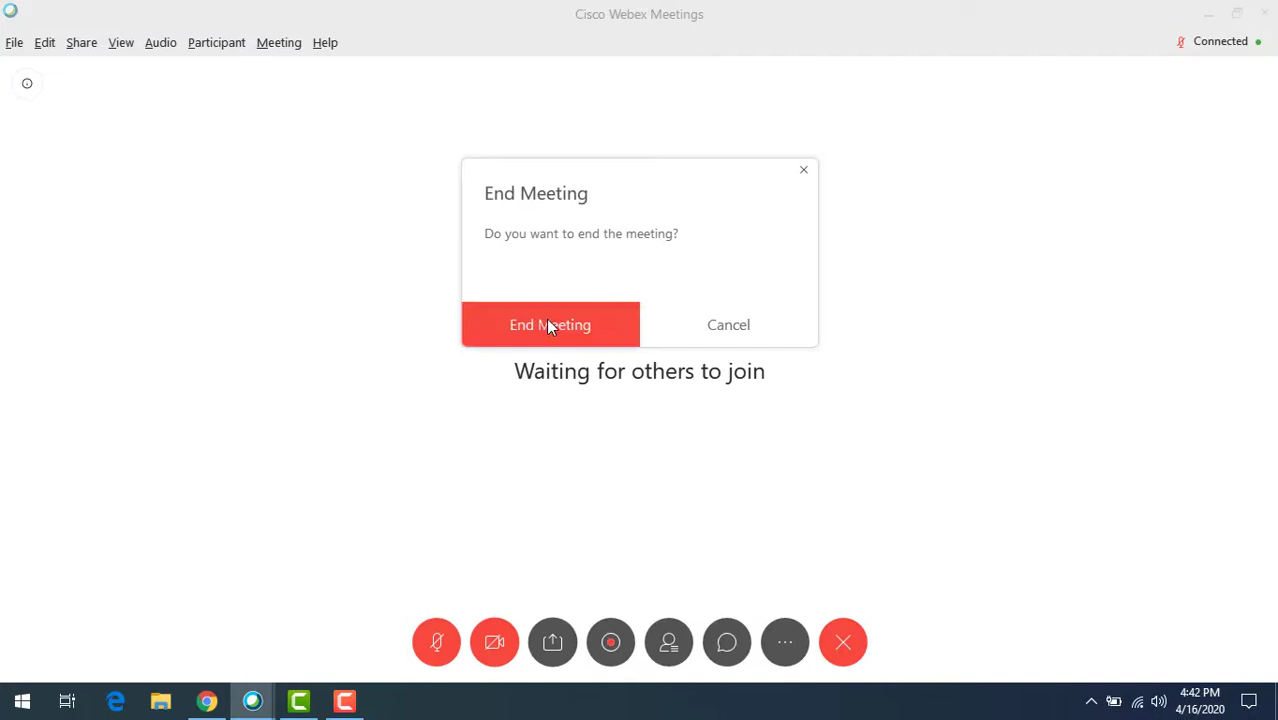 Cisco Webex Meetings
File Edit Share View Audio Participant Meeting Help
Connected
End Meeting
Do you want to end the meeting?
End Meeting Cancel
Waiting for others to join
4:42 PM
4/16/2020